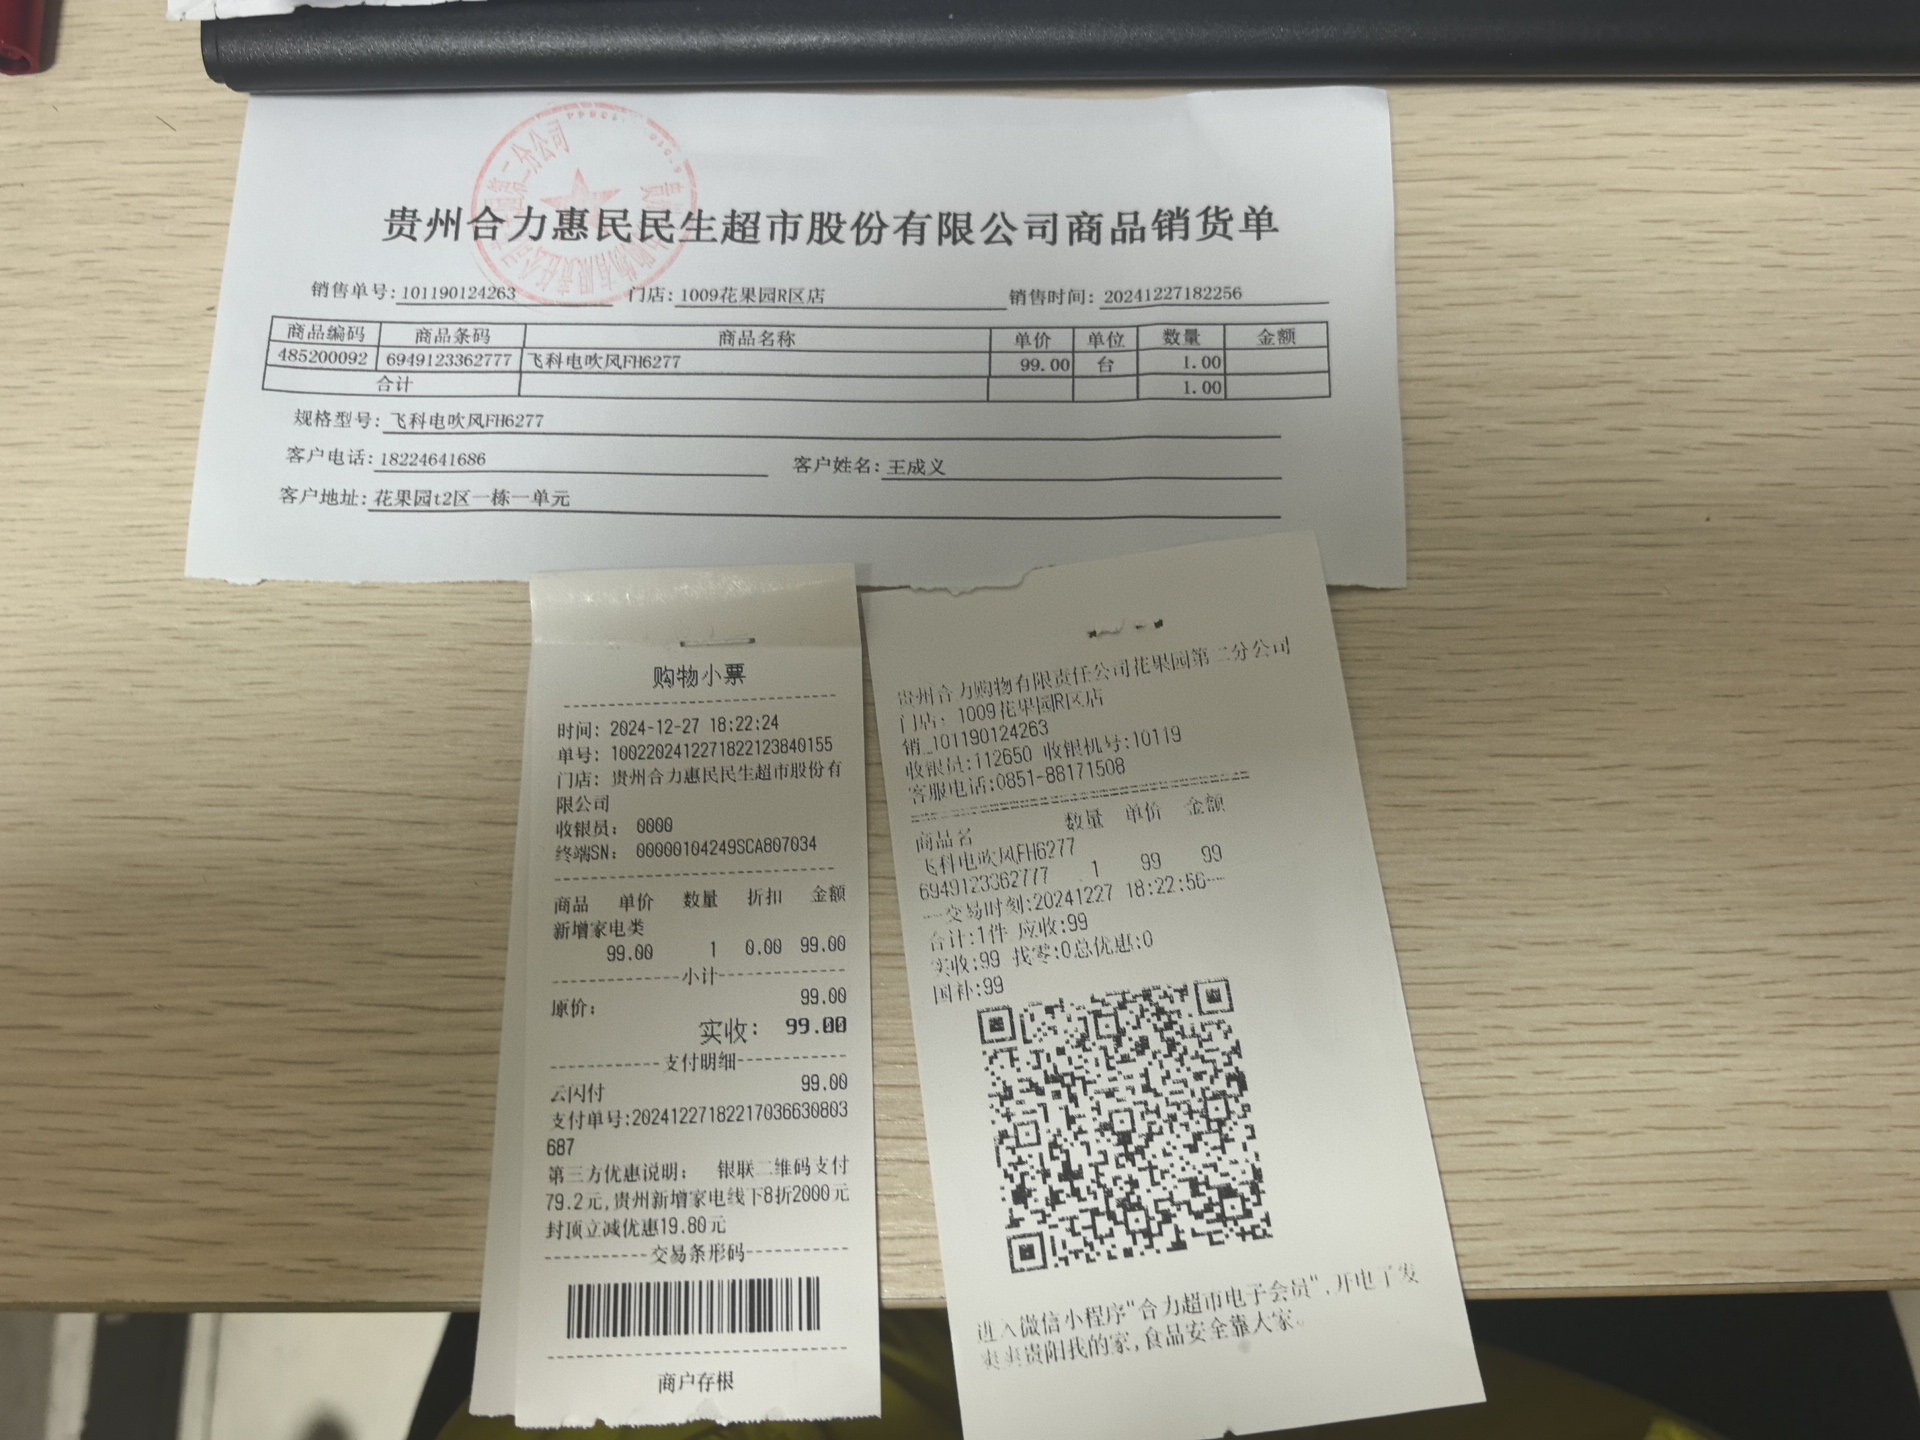 贵州合力惠民民生超市股份有限公司商品销货单
销售单号: 101190124263 门店: 1009花果园R区店 销售时间: 20241227182256
商品编码 商品条码 商品名称 单价 单位 数量 金额
485200092 6949123362777 飞科电吹风FH6277 99.00 台 1.00
合计 1.00
规格型号: 飞科电吹风FH6277
客户电话: 18224641686 客户姓名: 王成义
客户地址: 花果园t2区一栋一单元
购物小票
时间: 2024-12-27 18:22:24
单号: 1002202412271822123840155
门店: 贵州合力惠民民生超市股份有
限公司
收银员: 0000
终端SN: 00000104249SCA807034
商品 单价 数量 折扣 金额
新增家电类
99.00 1 0.00 99.00
小计
原价: 99.00
实收: 99.00
支付明细
云闪付 99.00
支付单号:20241227182217036630803
687
第三方优惠说明: 银联二维码支付
79.2元,贵州新增家电线下8折2000元
封顶立减优惠19.80元
交易条形码
商户存根
贵州合力购物有限责任公司花果园第二分公司
门店: 1009花果园R区店
销_101190124263
收银员:112650 收银机号:10119
客服电话:0851-88171508
商品名 数量 单价 金额
飞科电吹风FH6277
6949123362777 1 99 99
---交易时刻:20241227 18:22:56---
合计:1件 应收:99
实收:99 找零:0总优惠:0
国补:99
进入微信小程序"合力超市电子会员",开电子发
爽爽贵阳我的家,食品安全靠大家。